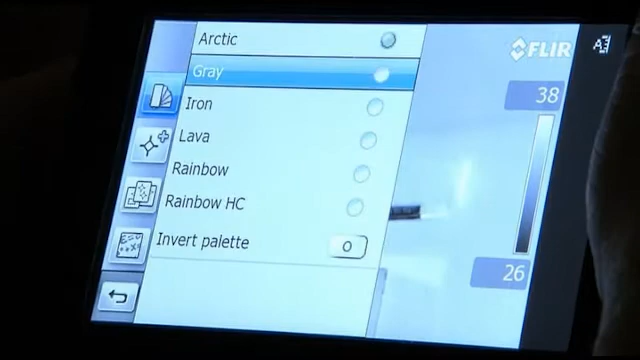 Arctic
Gray
Iron
Lava
Rainbow
Rainbow HC
Invert palette
FLIR
38
26